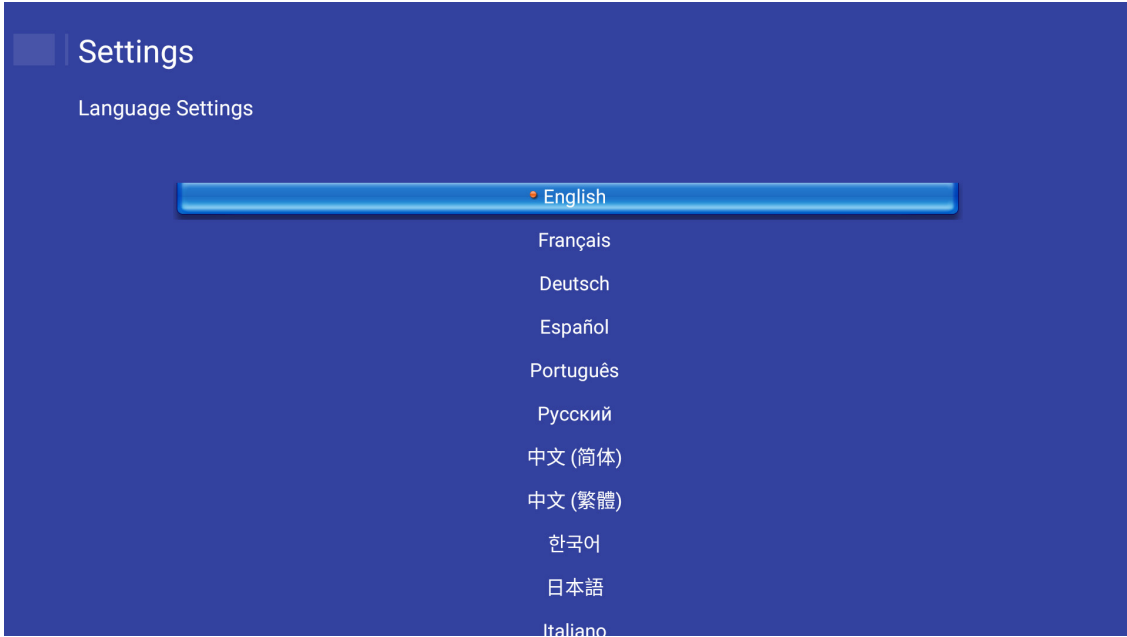 Settings
Language Settings
English
Français
Deutsch
Español
Português
Русский
中文 (简体)
中文 (繁體)
한국어
日本語
Italiano